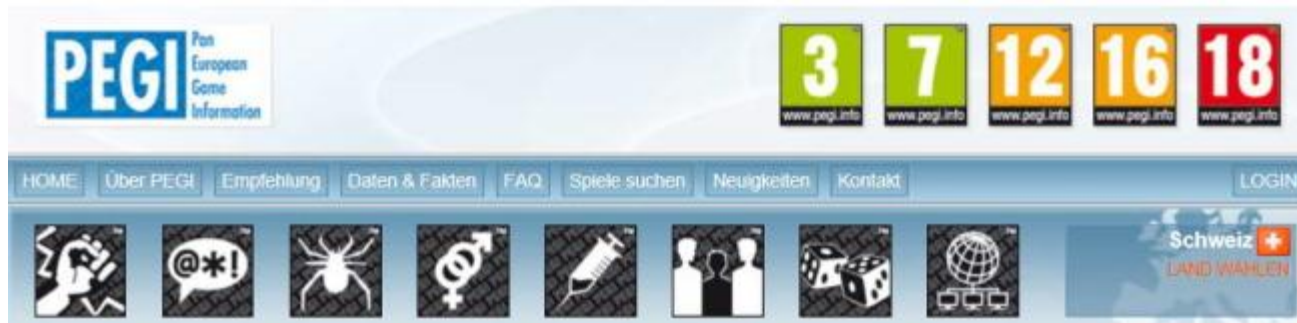 PEGI
Pan
European
Game
Information
3
www.pegi.info
7
www.pegi.info
12
www.pegi.info
16
www.pegi.info
18
www.pegi.info
HOME Über PEGI Empfehlung Daten & Fakten FAQ Spiele suchen Neuigkeiten Kontakt LOGIN
@*!
Schweiz
LAND WÄHLEN